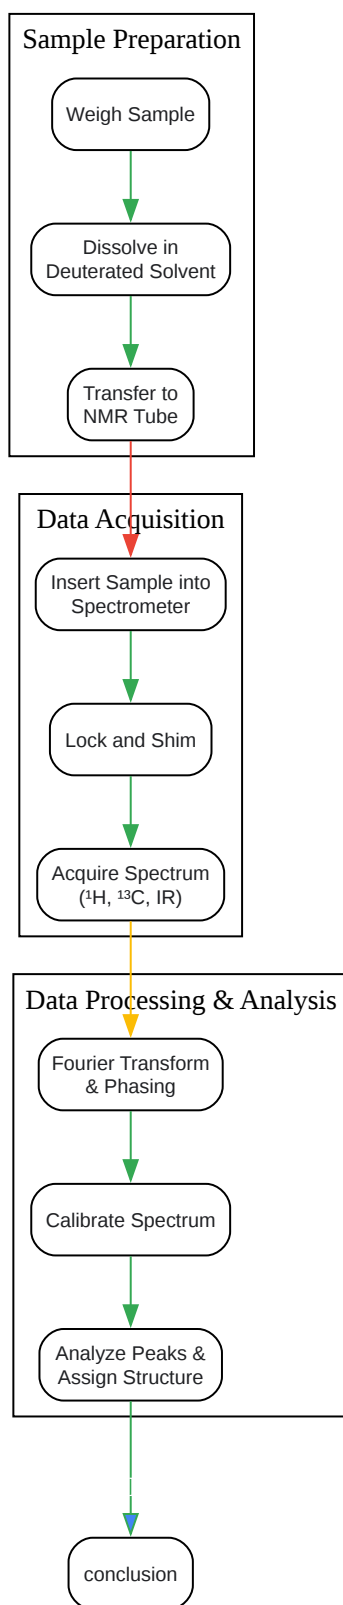 Sample Preparation
Weigh Sample
Dissolve in
Deuterated Solvent
Transfer to
NMR Tube
Data Acquisition
Insert Sample into
Spectrometer
Lock and Shim
Acquire Spectrum
(¹H, ¹³C, IR)
Data Processing & Analysis
Fourier Transform
& Phasing
Calibrate Spectrum
Analyze Peaks &
Assign Structure
conclusion